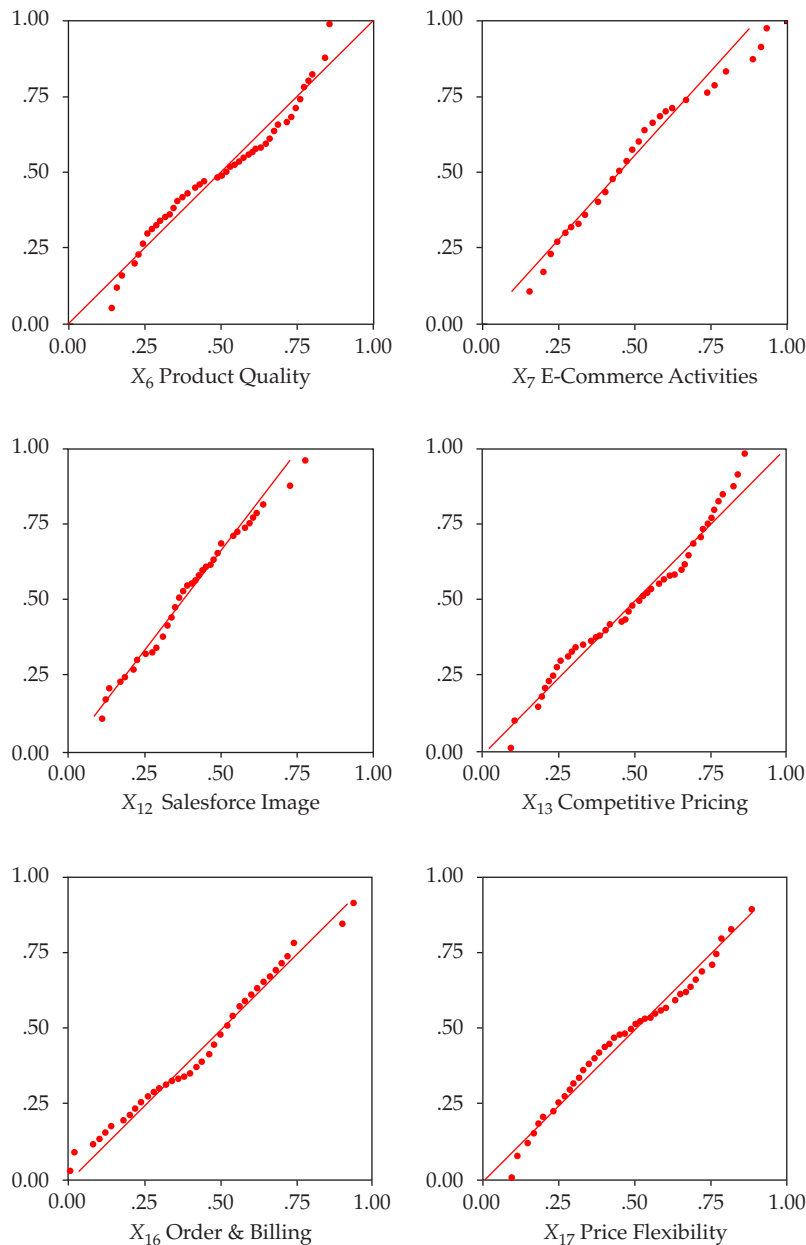 1.00
.75
.50
.25
0.00
0.00 .25 .50 .75 1.00
X6 Product Quality
1.00
.75
.50
.25
0.00
0.00 .25 .50 .75 1.00
X7 E-Commerce Activities
1.00
.75
.50
.25
0.00
0.00 .25 .50 .75 1.00
X12 Salesforce Image
1.00
.75
.50
.25
0.00
0.00 .25 .50 .75 1.00
X13 Competitive Pricing
1.00
.75
.50
.25
0.00
0.00 .25 .50 .75 1.00
X16 Order & Billing
1.00
.75
.50
.25
0.00
0.00 .25 .50 .75 1.00
X17 Price Flexibility